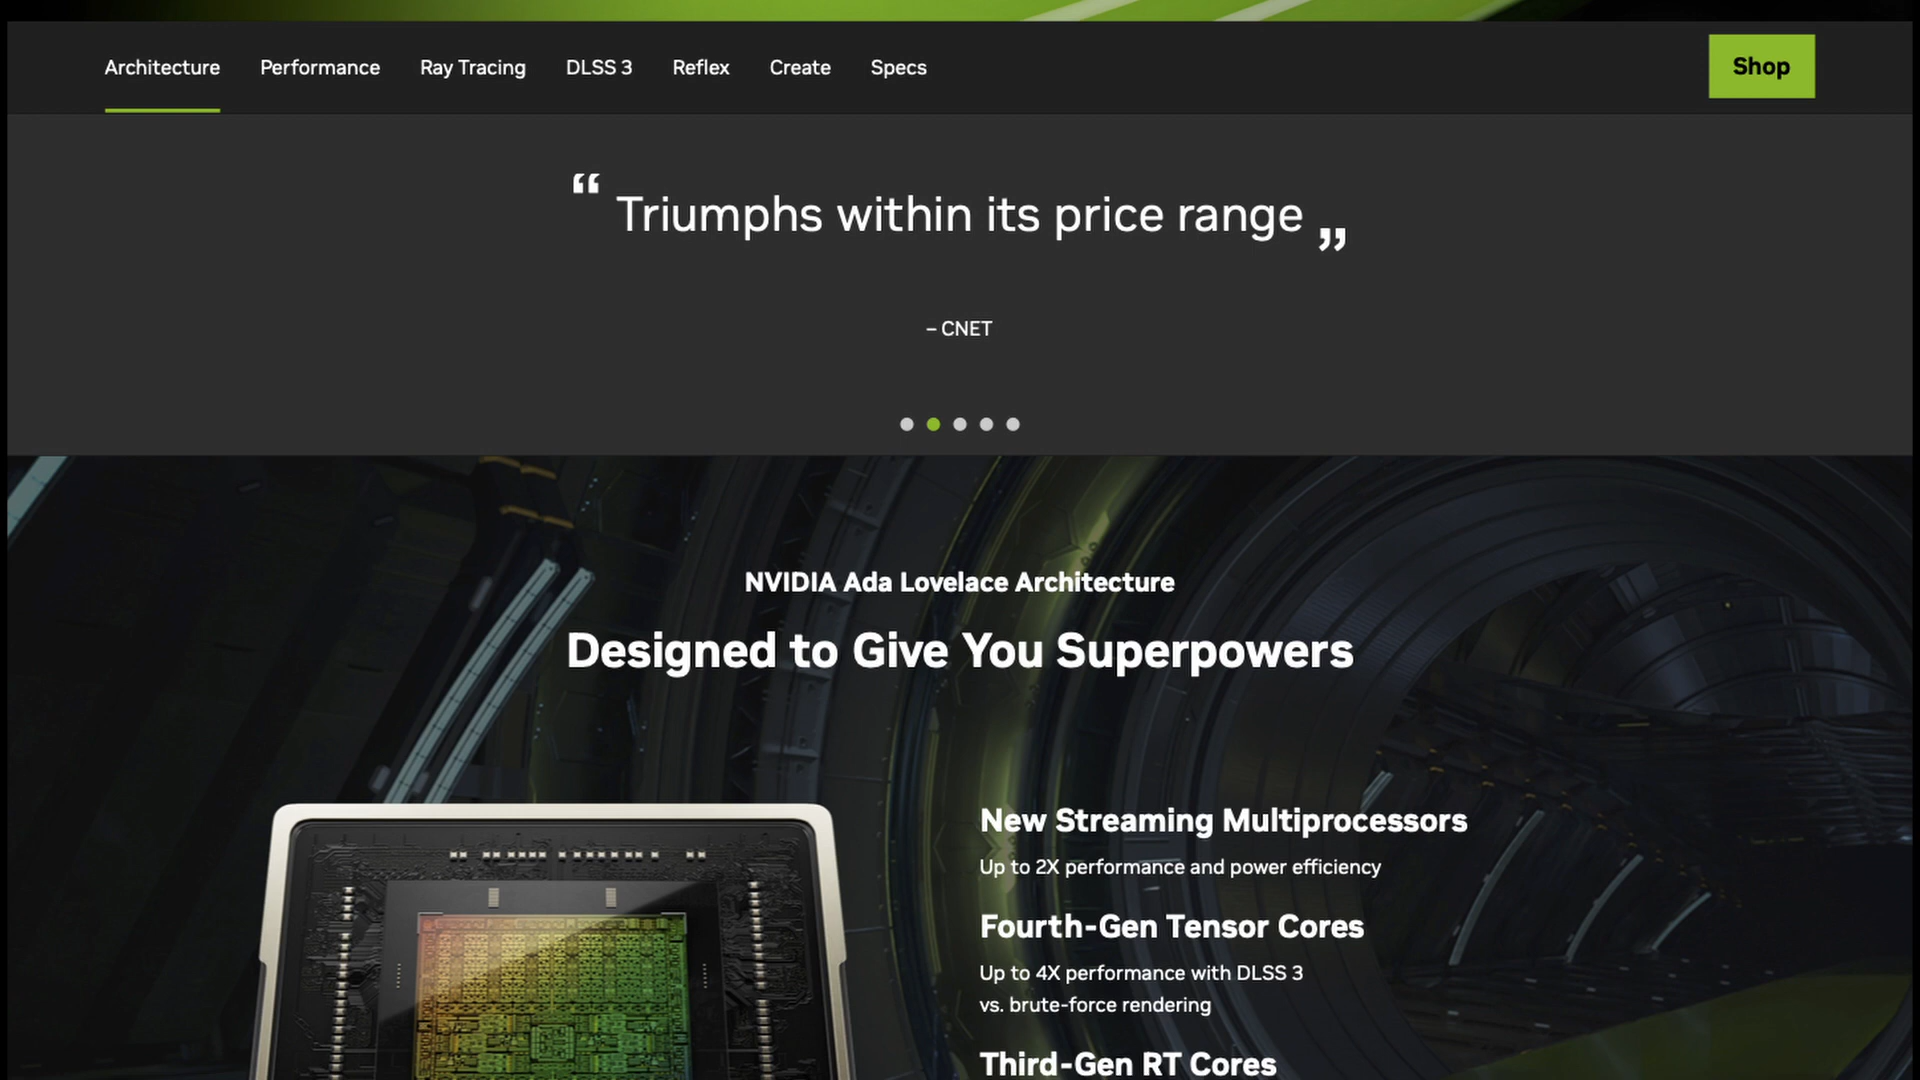 Architecture Performance Ray Tracing DLSS 3 Reflex Create Specs Shop
“ Triumphs within its price range ”
– CNET
NVIDIA Ada Lovelace Architecture
Designed to Give You Superpowers
New Streaming Multiprocessors
Up to 2X performance and power efficiency
Fourth-Gen Tensor Cores
Up to 4X performance with DLSS 3
vs. brute-force rendering
Third-Gen RT Cores